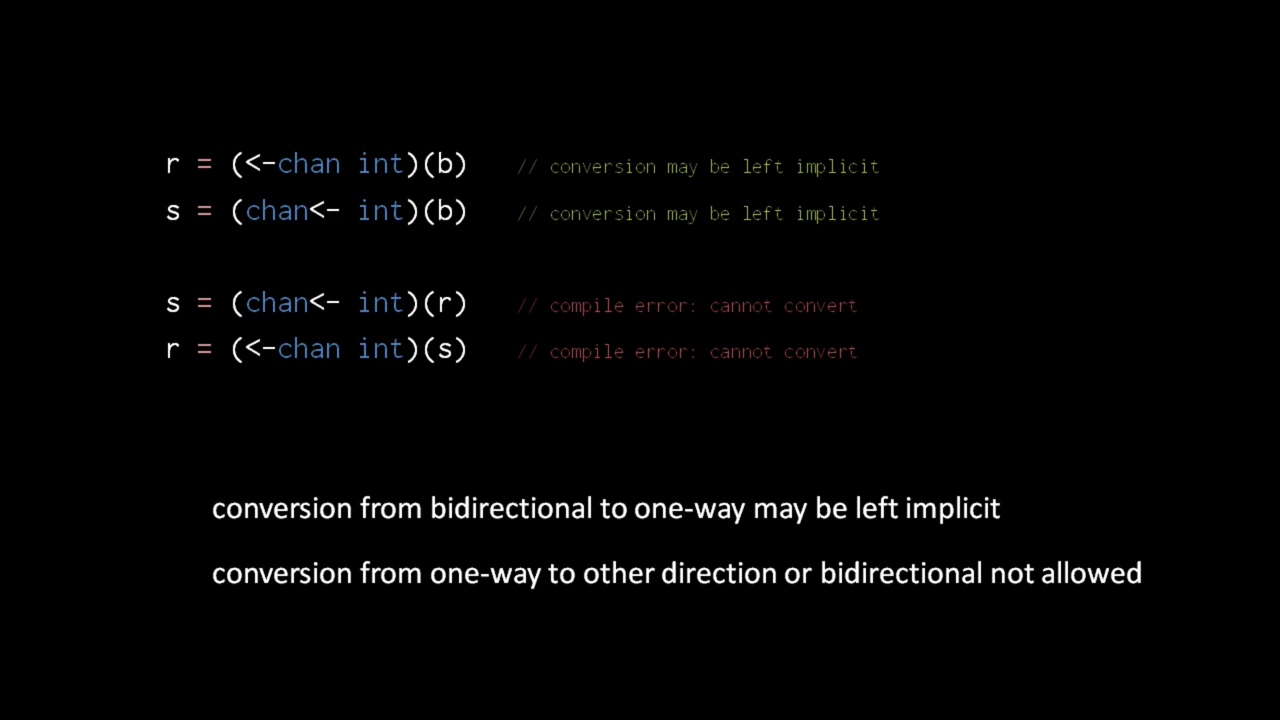 r = (<-chan int)(b) // conversion may be left implicit
s = (chan<- int)(b) // conversion may be left implicit
s = (chan<- int)(r) // compile error: cannot convert
r = (<-chan int)(s) // compile error: cannot convert
conversion from bidirectional to one-way may be left implicit
conversion from one-way to other direction or bidirectional not allowed